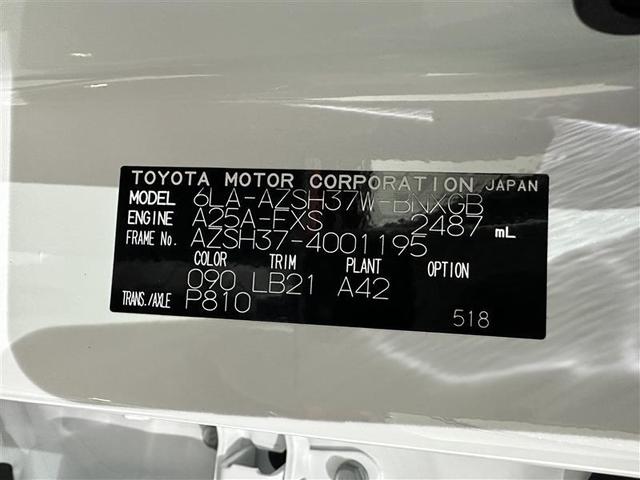 TOYOTA MOTOR CORPORATION JAPAN
MODEL 6LA-AZSH37W-BNXGB
ENGINE A25A-FXS 2487 mL
FRAME No. AZSH37-4001195
COLOR TRIM PLANT OPTION
090 LB21 A42
TRANS./AXLE P810
518